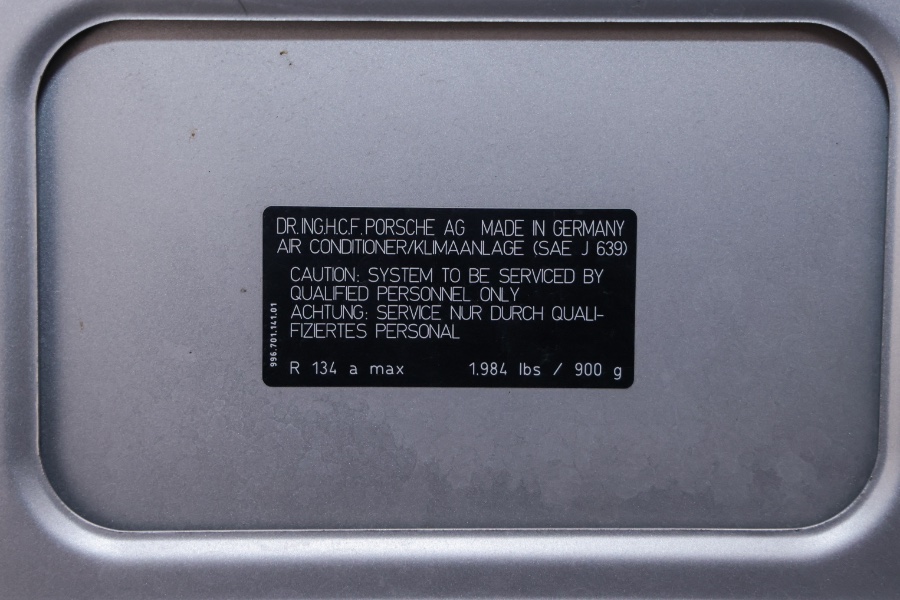 DR.ING.H.C.F. PORSCHE AG MADE IN GERMANY
AIR CONDITIONER/KLIMAANLAGE (SAE J 639)
CAUTION: SYSTEM TO BE SERVICED BY
QUALIFIED PERSONNEL ONLY
ACHTUNG: SERVICE NUR DURCH QUALI-
FIZIERTES PERSONAL
996.701.141.01
R 134 a max 1.984 lbs / 900 g